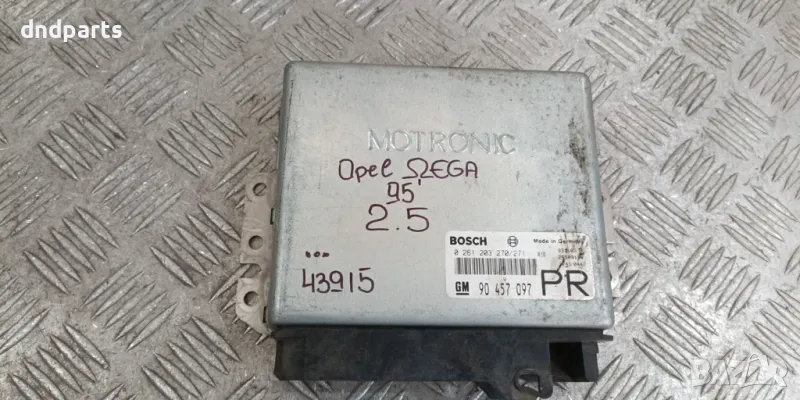 dndparts
MOTRONIC
Opel ΩEGA
95'
2.5
...
43915
BOSCH
Made in Germany
0 261 203 270/271
GM 90 457 097
PR
BAZAR